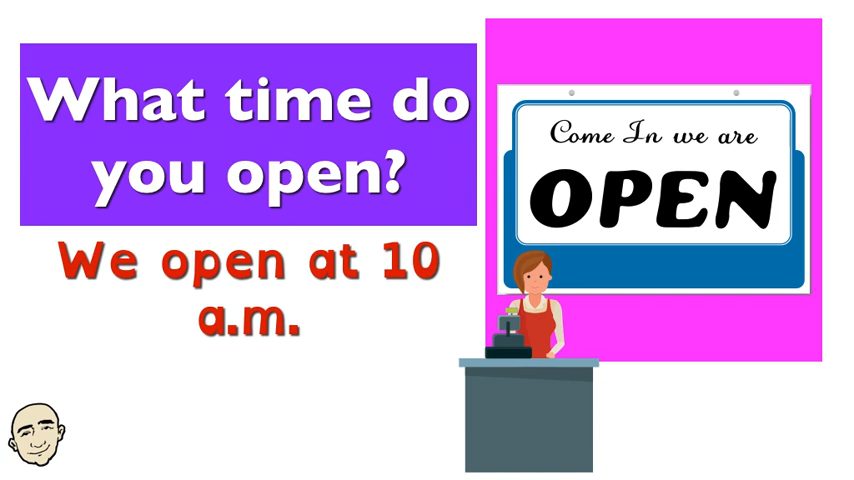 What time do
you open?
We open at 10
a.m.
Come In we are
OPEN